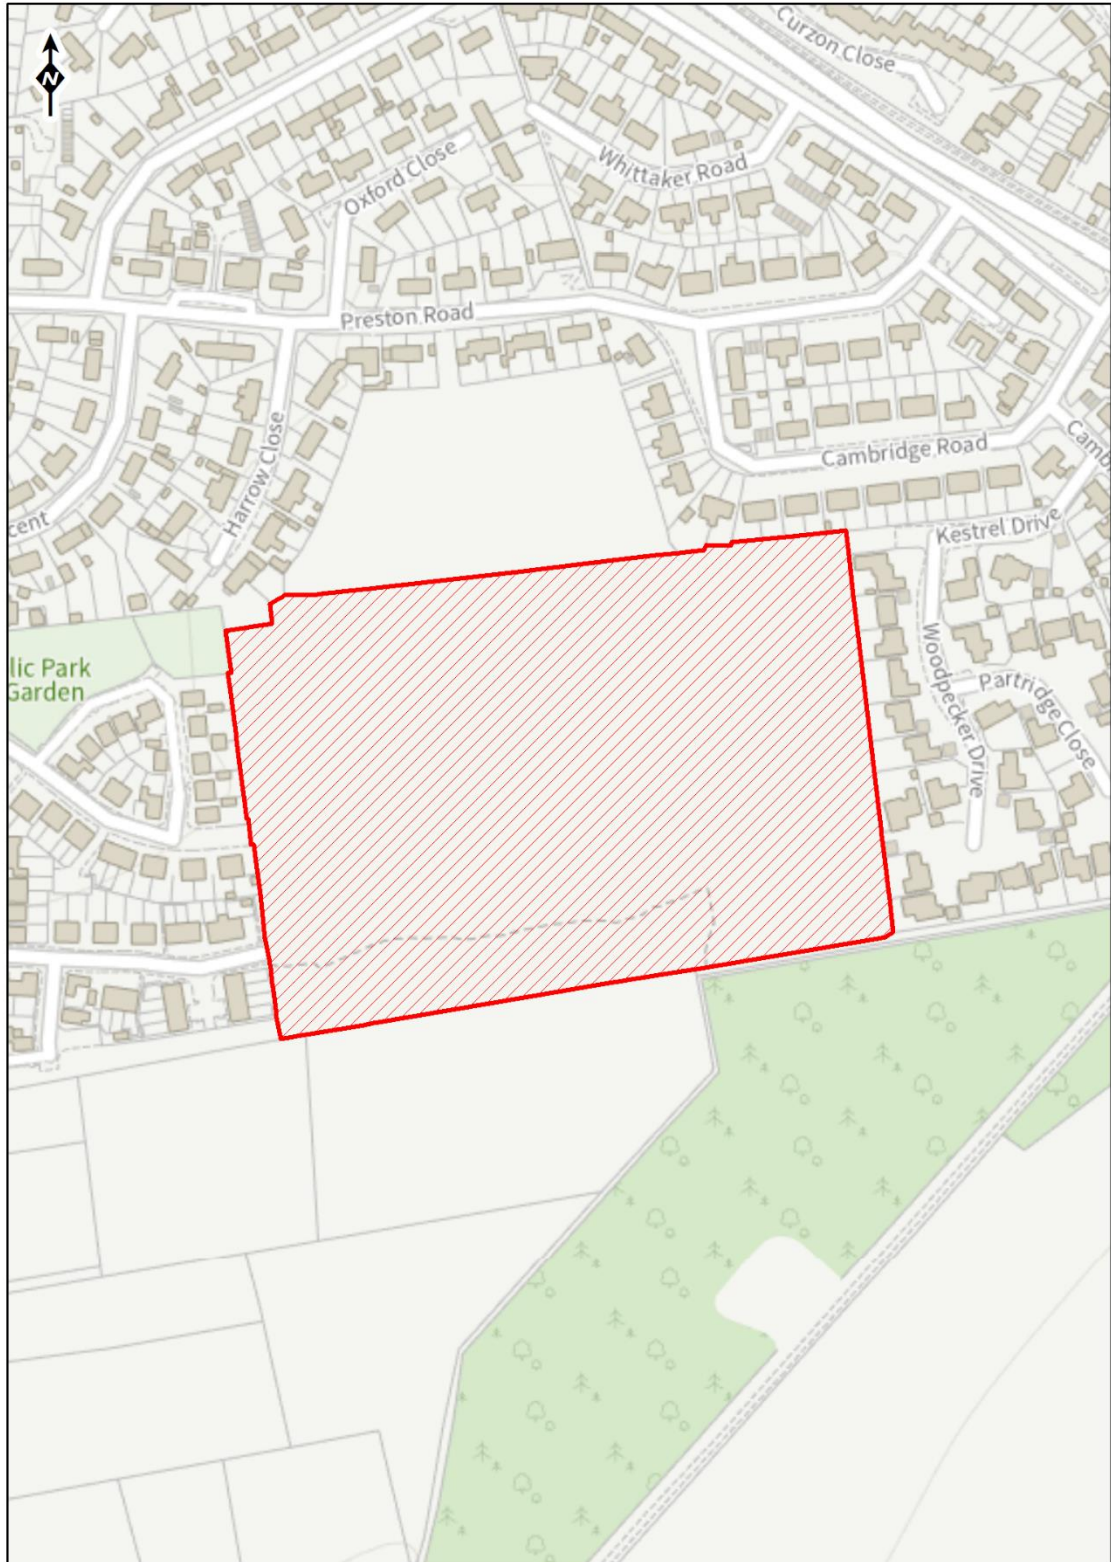 N
Curzon Close
Oxford Close
Whittaker Road
Preston Road
Harrow Close
Cambridge Road
Camb
cent
Kestrel Drive
lic Park
Garden
Woodpecker Drive
Partridge Close